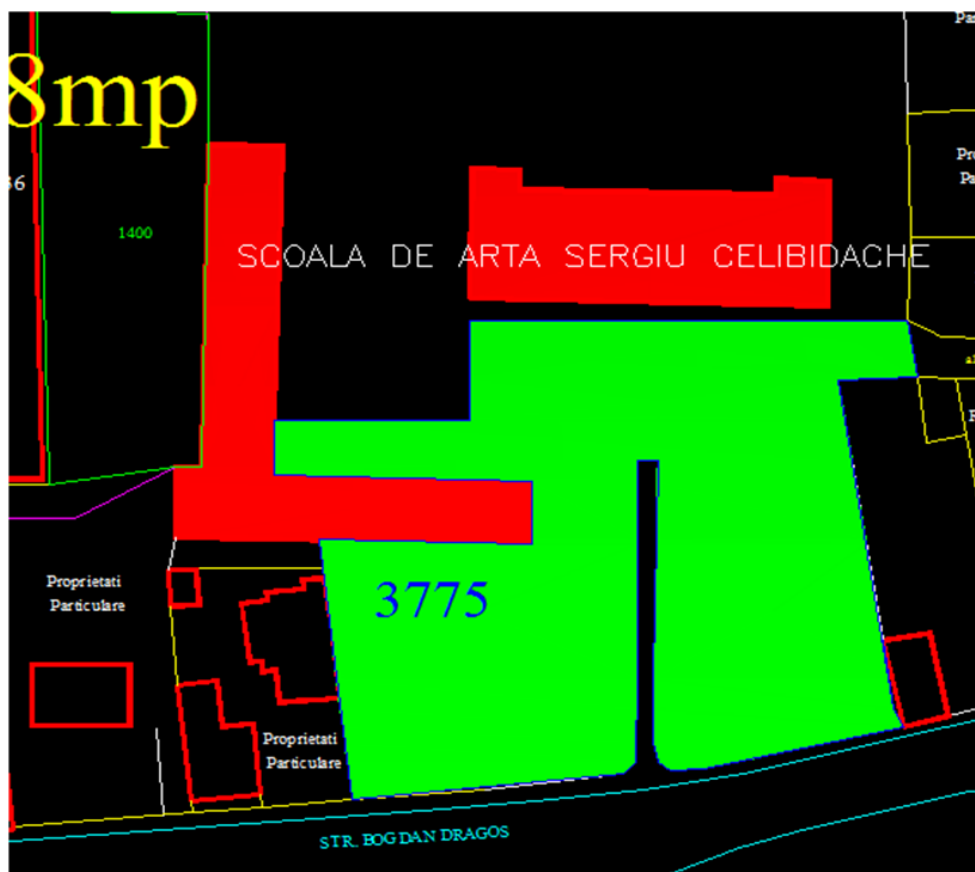 8mp
1400
SCOALA DE ARTA SERGIU CELIBIDACHE
3775
Proprietati
Particulare
Proprietati
Particulare
STR. BOGDAN DRAGOS